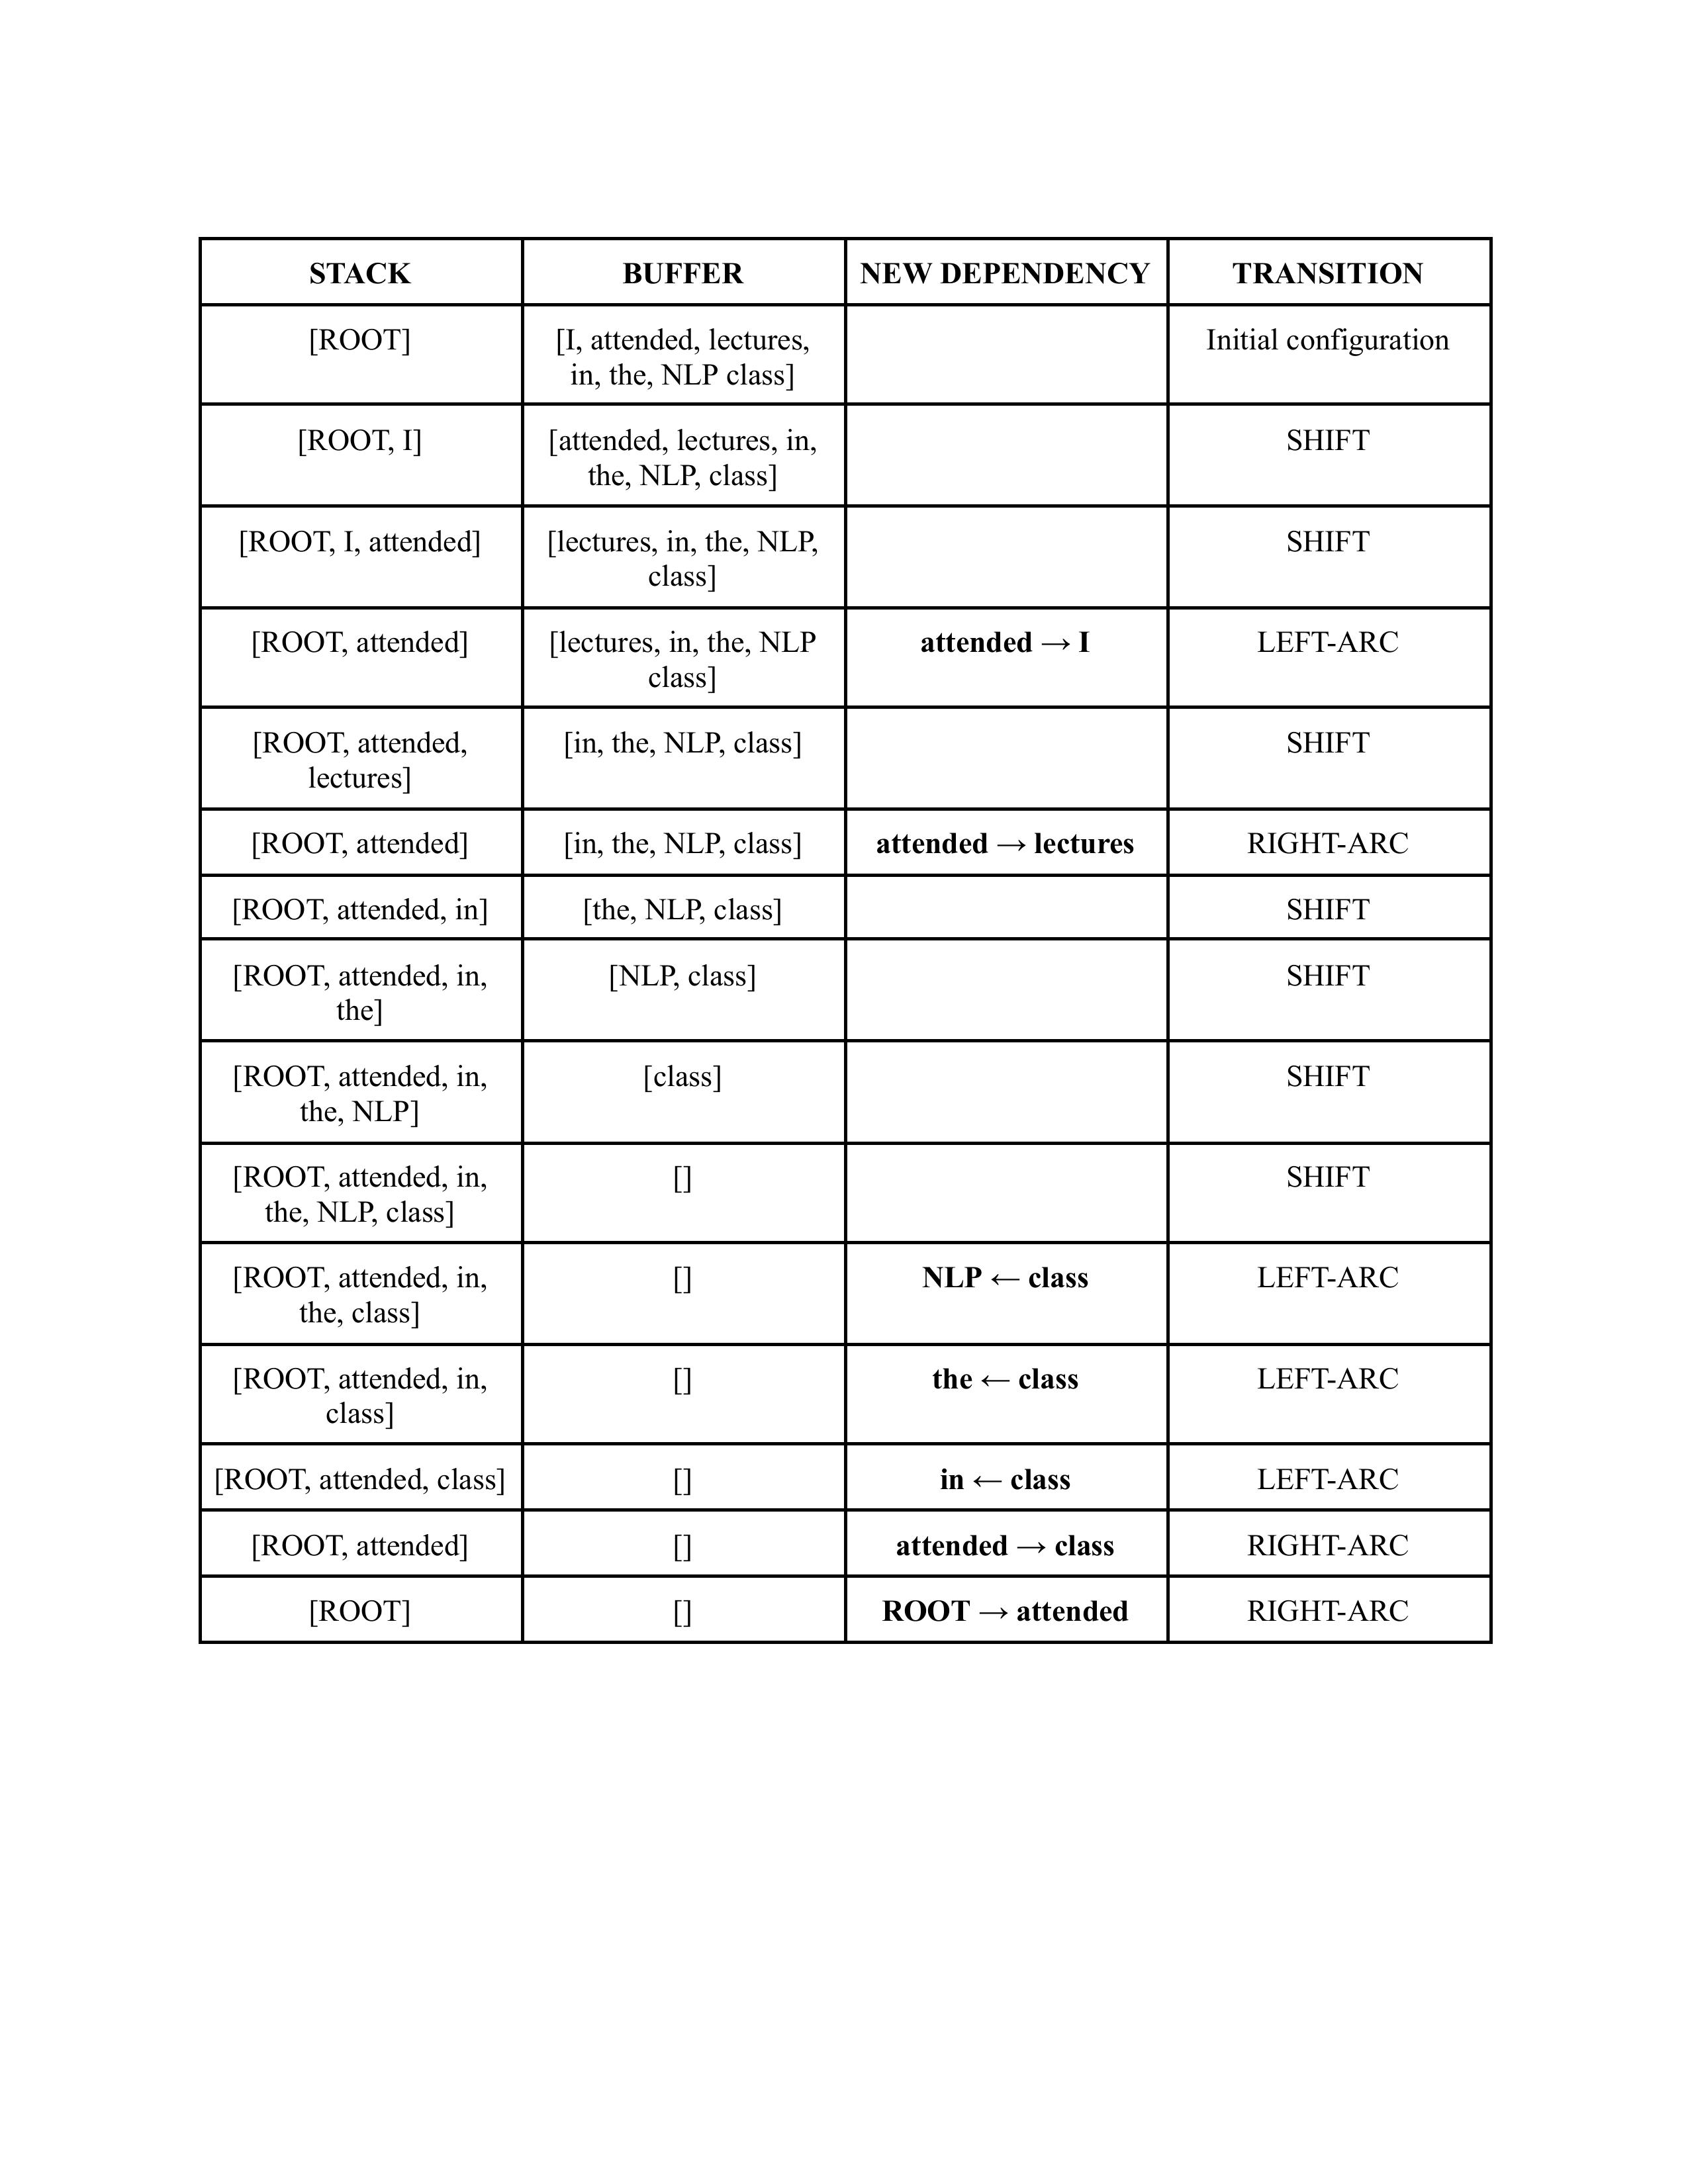 STACK BUFFER NEW DEPENDENCY TRANSITION
[ROOT] [I, attended, lectures, Initial configuration
in, the, NLP class]
[ROOT, I] [attended, lectures, in, SHIFT
the, NLP, class]
[ROOT, I, attended] [lectures, in, the, NLP, SHIFT
class]
[ROOT, attended] [lectures, in, the, NLP attended → I LEFT-ARC
class]
[ROOT, attended, [in, the, NLP, class] SHIFT
lectures]
[ROOT, attended] [in, the, NLP, class] attended → lectures RIGHT-ARC
[ROOT, attended, in] [the, NLP, class] SHIFT
[ROOT, attended, in, [NLP, class] SHIFT
the]
[ROOT, attended, in, [class] SHIFT
the, NLP]
[ROOT, attended, in, [] SHIFT
the, NLP, class]
[ROOT, attended, in, [] NLP ← class LEFT-ARC
the, class]
[ROOT, attended, in, [] the ← class LEFT-ARC
class]
[ROOT, attended, class] [] in ← class LEFT-ARC
[ROOT, attended] [] attended → class RIGHT-ARC
[ROOT] [] ROOT → attended RIGHT-ARC